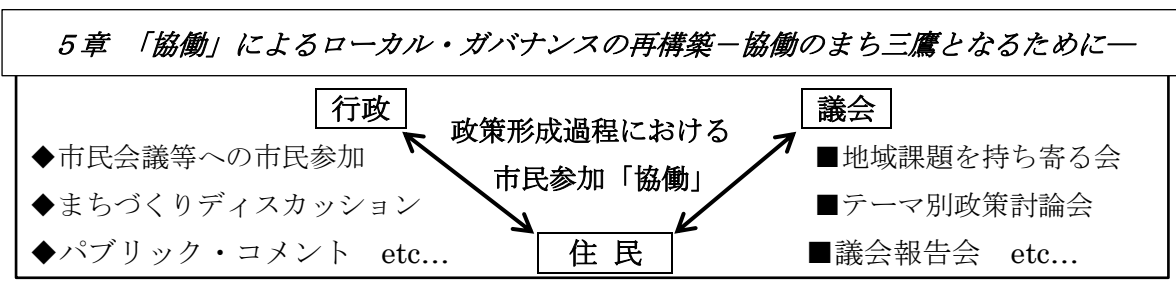 5章 「協働」によるローカル・ガバナンスの再構築－協働のまち三鷹となるために―
行政
議会
政策形成過程における
市民参加「協働」
◆市民会議等への市民参加
◆まちづくりディスカッション
◆パブリック・コメント etc…
■地域課題を持ち寄る会
■テーマ別政策討論会
■議会報告会 etc…
住 民